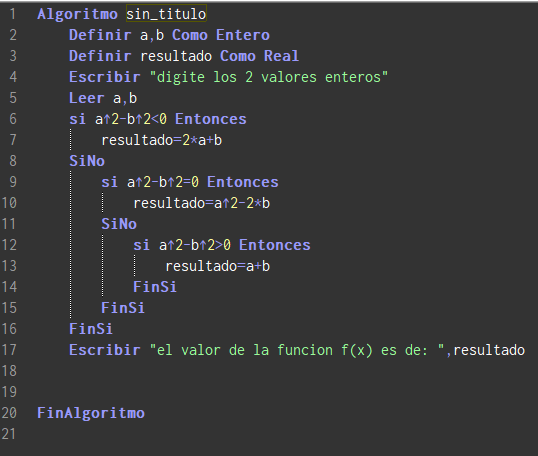 1 Algoritmo sin_titulo
2 Definir a,b Como Entero
3 Definir resultado Como Real
4 Escribir "digite los 2 valores enteros"
5 Leer a,b
6 si a↑2-b↑2<0 Entonces
7 resultado=2*a+b
8 SiNo
9 si a↑2-b↑2=0 Entonces
10 resultado=a↑2-2*b
11 SiNo
12 si a↑2-b↑2>0 Entonces
13 resultado=a+b
14 FinSi
15 FinSi
16 FinSi
17 Escribir "el valor de la funcion f(x) es de: ",resultado
18
19
20 FinAlgoritmo
21